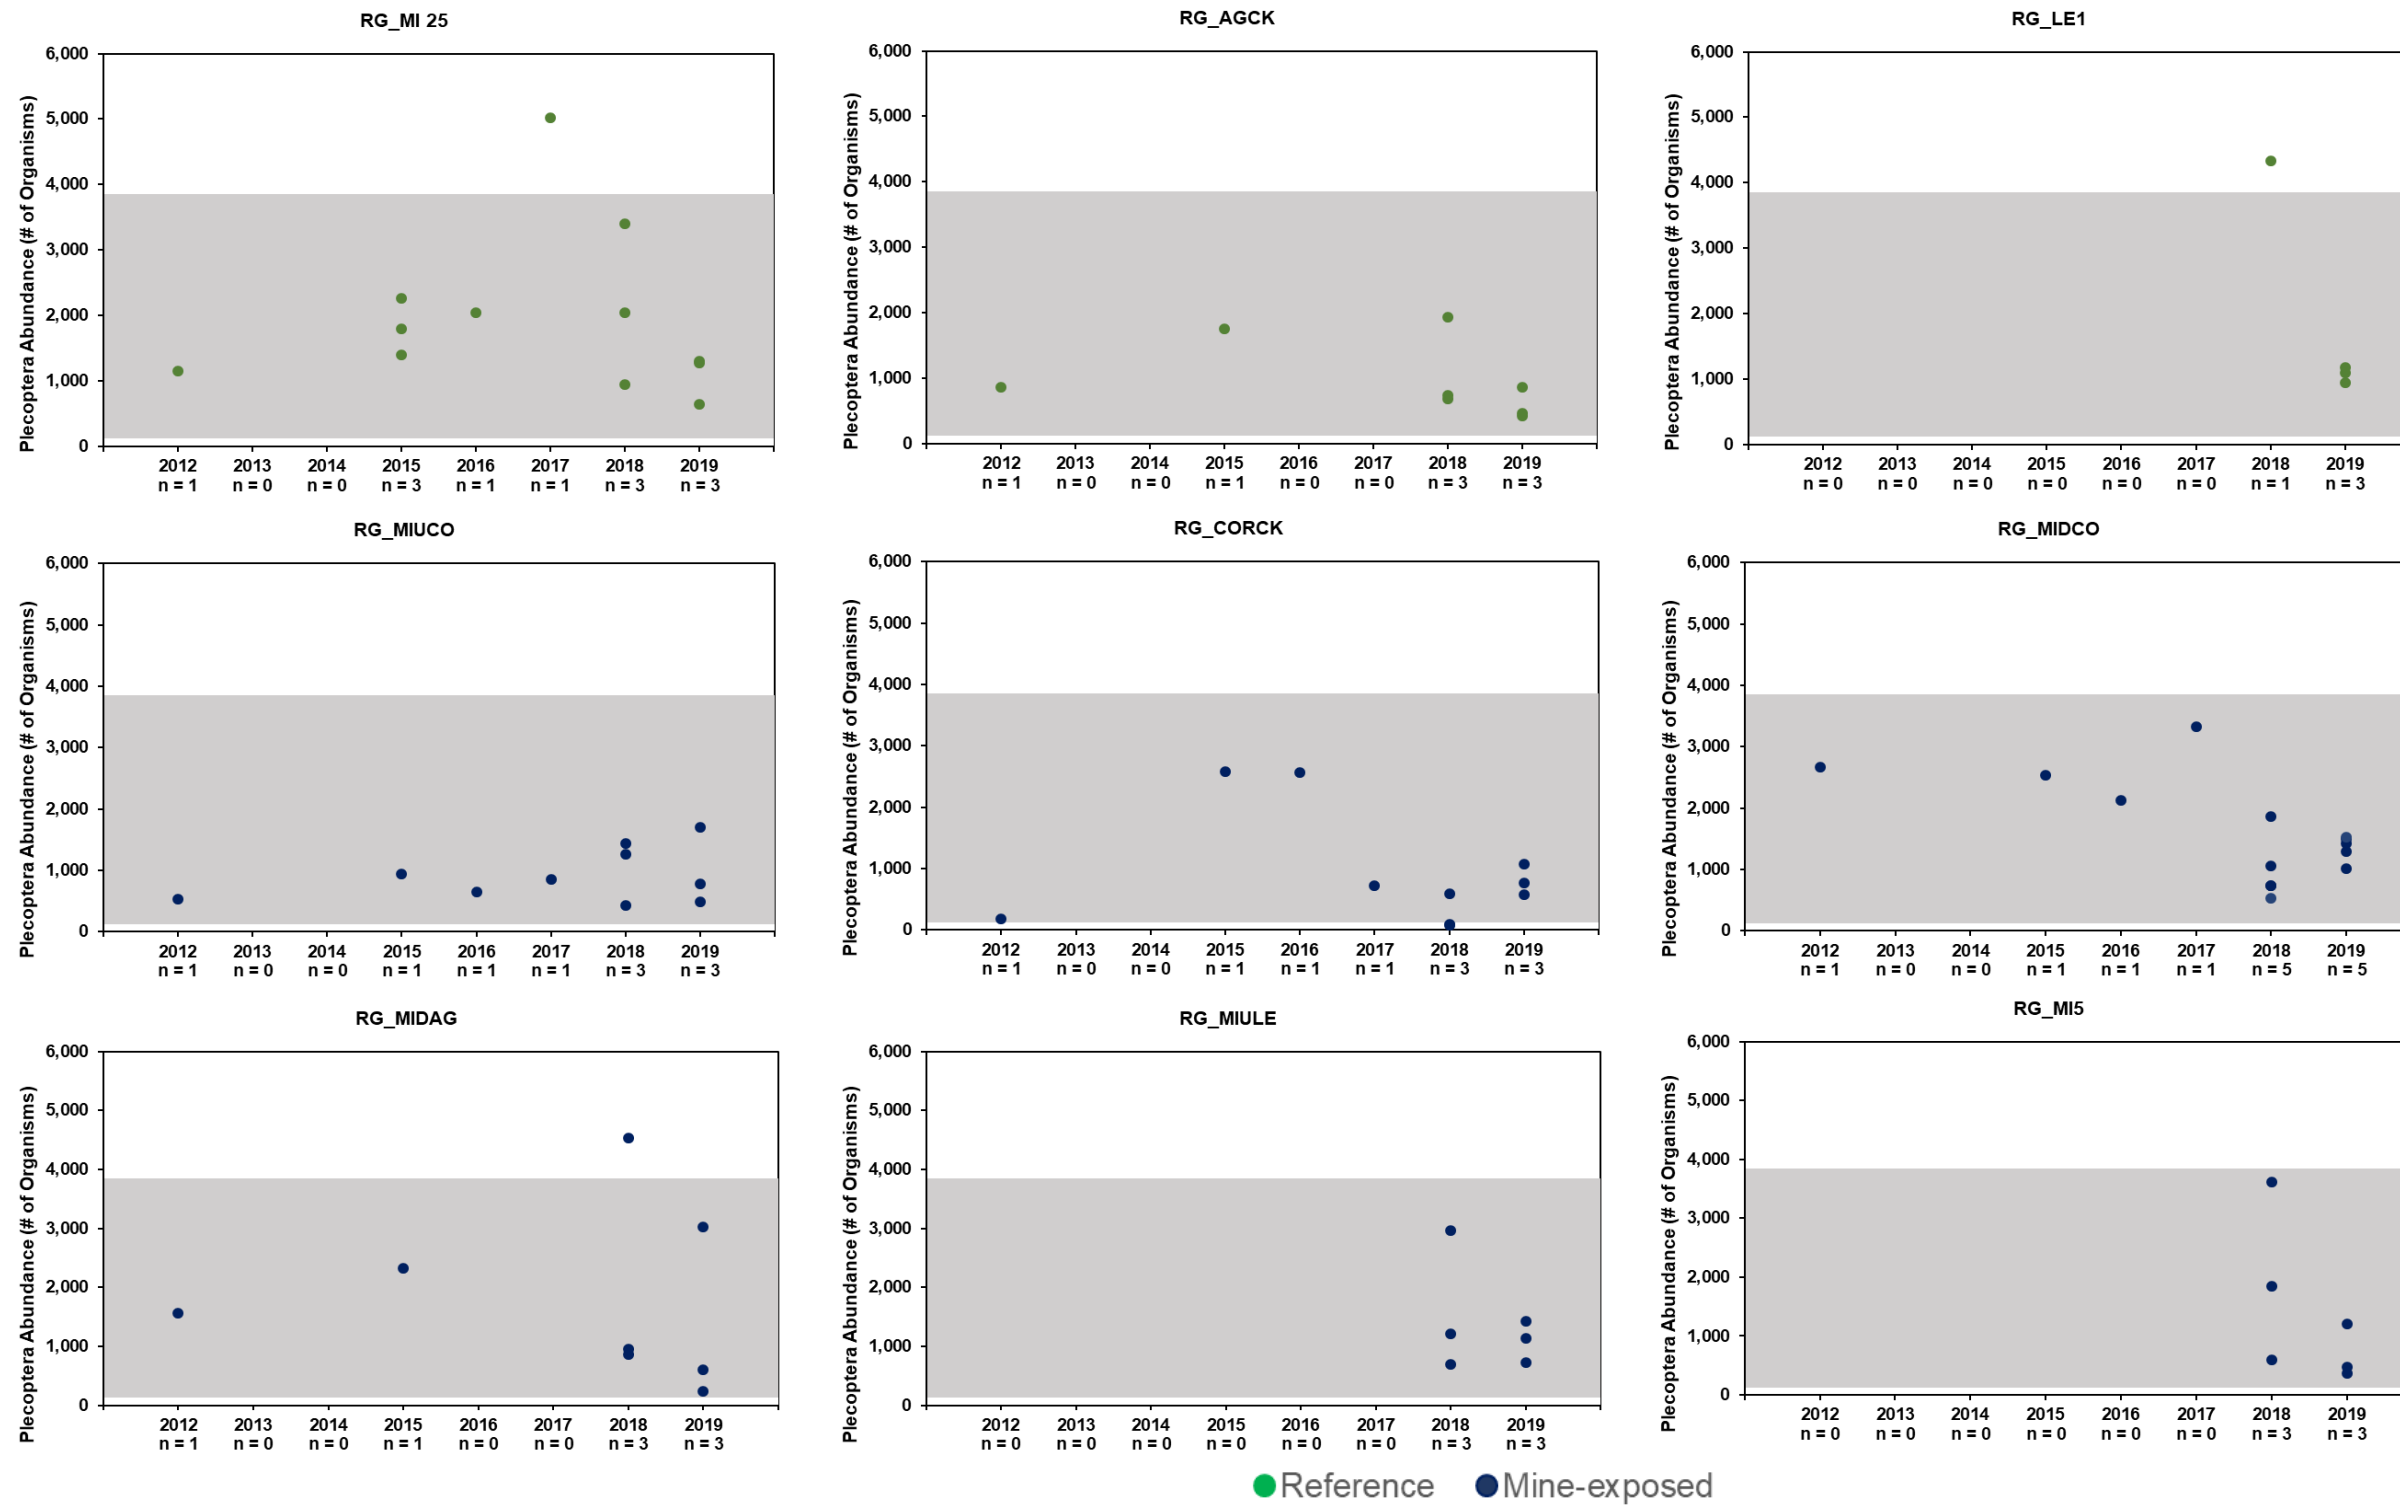 RG_MI 25
Plecoptera Abundance (# of Organisms)
6,000
5,000
4,000
3,000
2,000
1,000
0
2012 2013 2014 2015 2016 2017 2018 2019
n = 1 n = 0 n = 0 n = 3 n = 1 n = 1 n = 3 n = 3
RG_AGCK
Plecoptera Abundance (# of Organisms)
6,000
5,000
4,000
3,000
2,000
1,000
0
2012 2013 2014 2015 2016 2017 2018 2019
n = 1 n = 0 n = 0 n = 1 n = 0 n = 0 n = 3 n = 3
RG_LE1
Plecoptera Abundance (# of Organisms)
6,000
5,000
4,000
3,000
2,000
1,000
0
2012 2013 2014 2015 2016 2017 2018 2019
n = 0 n = 0 n = 0 n = 0 n = 0 n = 0 n = 1 n = 3
RG_MIUCO
Plecoptera Abundance (# of Organisms)
6,000
5,000
4,000
3,000
2,000
1,000
0
2012 2013 2014 2015 2016 2017 2018 2019
n = 1 n = 0 n = 0 n = 1 n = 1 n = 1 n = 3 n = 3
RG_CORCK
Plecoptera Abundance (# of Organisms)
6,000
5,000
4,000
3,000
2,000
1,000
0
2012 2013 2014 2015 2016 2017 2018 2019
n = 1 n = 0 n = 0 n = 1 n = 1 n = 1 n = 3 n = 3
RG_MIDCO
Plecoptera Abundance (# of Organisms)
6,000
5,000
4,000
3,000
2,000
1,000
0
2012 2013 2014 2015 2016 2017 2018 2019
n = 1 n = 0 n = 0 n = 1 n = 1 n = 1 n = 5 n = 5
RG_MIDAG
Plecoptera Abundance (# of Organisms)
6,000
5,000
4,000
3,000
2,000
1,000
0
2012 2013 2014 2015 2016 2017 2018 2019
n = 1 n = 0 n = 0 n = 1 n = 0 n = 0 n = 3 n = 3
RG_MIULE
Plecoptera Abundance (# of Organisms)
6,000
5,000
4,000
3,000
2,000
1,000
0
2012 2013 2014 2015 2016 2017 2018 2019
n = 0 n = 0 n = 0 n = 0 n = 0 n = 0 n = 3 n = 3
RG_MI5
Plecoptera Abundance (# of Organisms)
6,000
5,000
4,000
3,000
2,000
1,000
0
2012 2013 2014 2015 2016 2017 2018 2019
n = 0 n = 0 n = 0 n = 0 n = 0 n = 0 n = 3 n = 3
Reference Mine-exposed